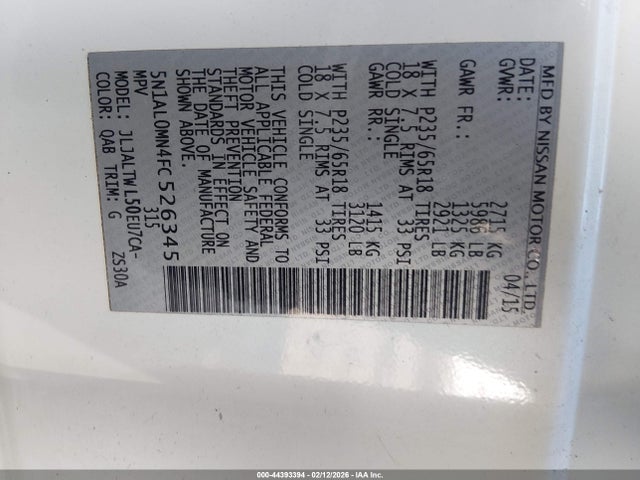 MFD BY NISSAN MOTOR CO., LTD.
DATE: 04/15
GVWR: 2715 KG
5986 LB
GAWR FR.: 1325 KG
2921 LB
WITH P235/65R18 TIRES
18 X 7.5 RIMS AT 33 PSI
COLD SINGLE
GAWR RR.: 1415 KG
3120 LB
WITH P235/65R18 TIRES
18 X 7.5 RIMS AT 33 PSI
COLD SINGLE
THIS VEHICLE CONFORMS TO
ALL APPLICABLE FEDERAL
MOTOR VEHICLE SAFETY AND
THEFT PREVENTION
STANDARDS IN EFFECT ON
THE DATE OF MANUFACTURE
SHOWN ABOVE.
5N1AL0MN4FC526345
MPV 315
MODEL: JLJALTWL50EU7CA-
ZS30A
COLOR: QAB TRIM: G
000-44393394 - 02/12/2026 - IAA Inc.